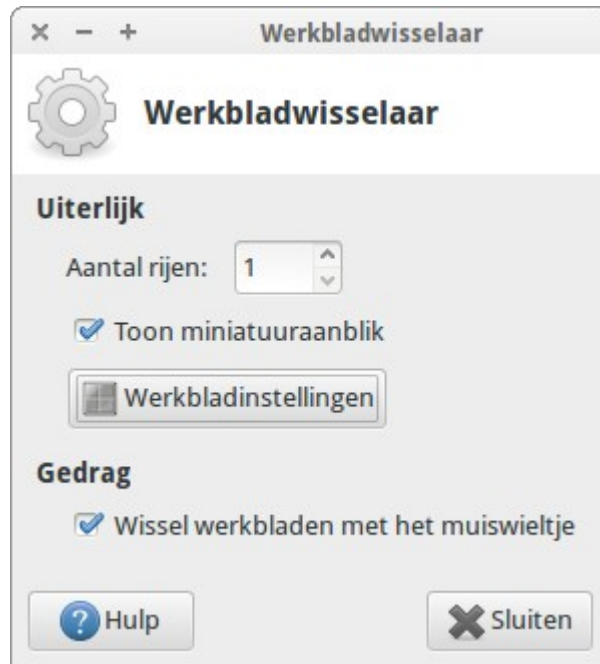 Werkbladwisselaar
Werkbladwisselaar
Uiterlijk
Aantal rijen: 1
Toon miniatuuraanblik
Werkbladinstellingen
Gedrag
Wissel werkbladen met het muiswieltje
Hulp
Sluiten